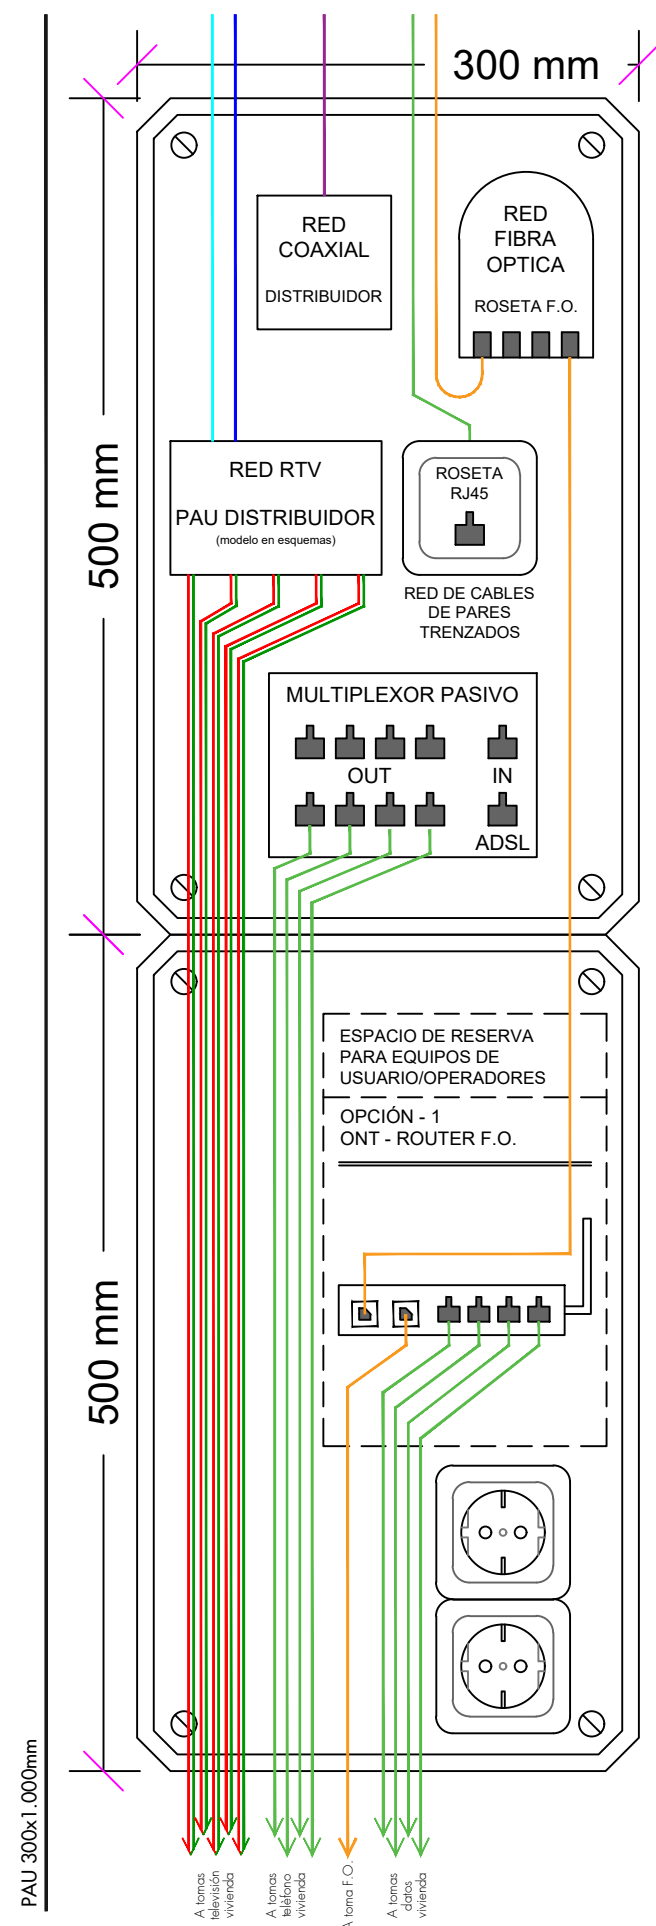 300 mm
RED
COAXIAL
DISTRIBUIDOR
RED
FIBRA
OPTICA
ROSETA F.O.
500 mm
RED RTV
PAU DISTRIBUIDOR
(modelo en esquemas)
ROSETA
RJ45
RED DE CABLES
DE PARES
TRENZADOS
MULTIPLEXOR PASIVO
OUT
IN
ADSL
ESPACIO DE RESERVA
PARA EQUIPOS DE
USUARIO/OPERADORES
OPCIÓN - 1
ONT - ROUTER F.O.
500 mm
PAU 300x1.000mm
A tomas
televisión
vivienda
A tomas
teléfono
vivienda
A toma F.O.
A tomas
datos
vivienda